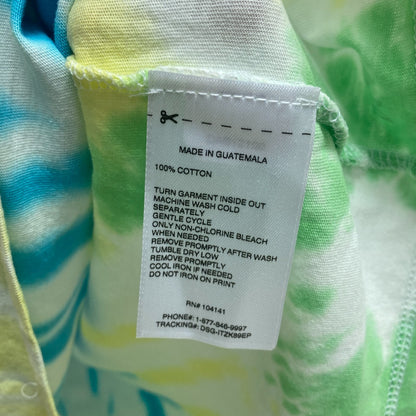 MADE IN GUATEMALA
100% COTTON
TURN GARMENT INSIDE OUT
MACHINE WASH COLD
SEPARATELY
GENTLE CYCLE
ONLY NON-CHLORINE BLEACH
WHEN NEEDED
REMOVE PROMPTLY AFTER WASH
TUMBLE DRY LOW
REMOVE PROMPTLY
COOL IRON IF NEEDED
DO NOT IRON ON PRINT
RN# 104141
PHONE#: 1-877-846-9997
TRACKING#: DSG-ITZK89EP